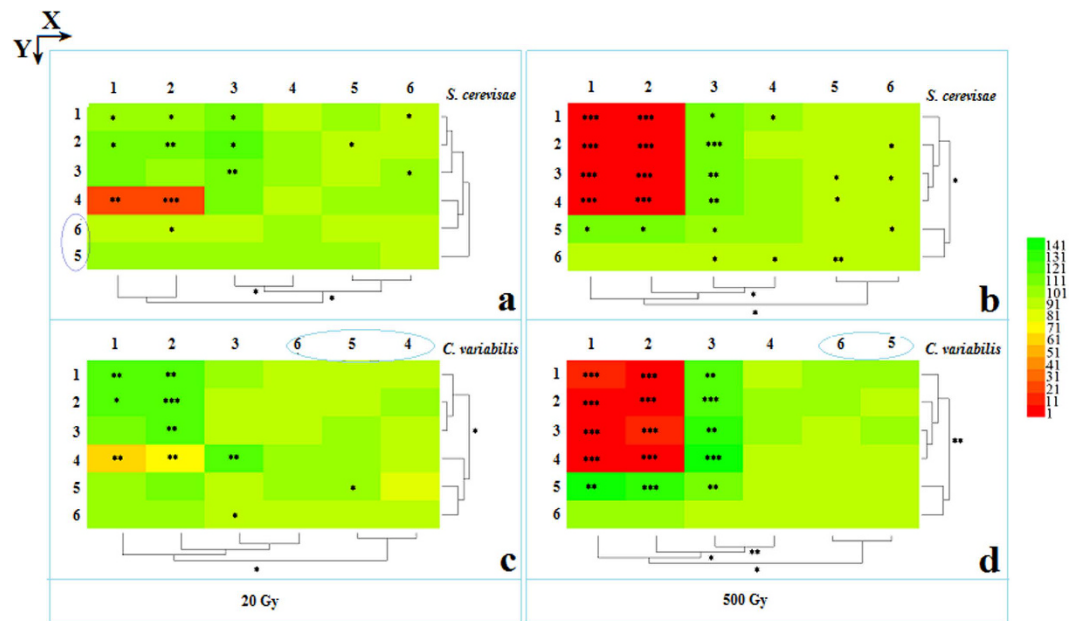 X
Y
1 2 3 4 5 6
S. cerevisae
1 * * * *
2 * ** * *
3 ** *
4 ** ***
6 *
5
* *
a
1 2 3 4 5 6
S. cerevisae
1 *** *** * *
2 *** *** *** *
3 *** *** ** * *
4 *** *** ** *
5 * * * *
6 * * **
*
* *
b
1 2 3 6 5 4
C. variabilis
1 ** **
2 * ***
3 **
4 ** ** **
5 *
6 *
*
*
c
1 2 3 4 6 5
C. variabilis
1 *** *** **
2 *** *** ***
3 *** *** **
4 *** *** ***
5 ** *** **
6
**
* ** *
d
141
131
121
111
101
91
81
71
61
51
41
31
21
11
1
20 Gy
500 Gy